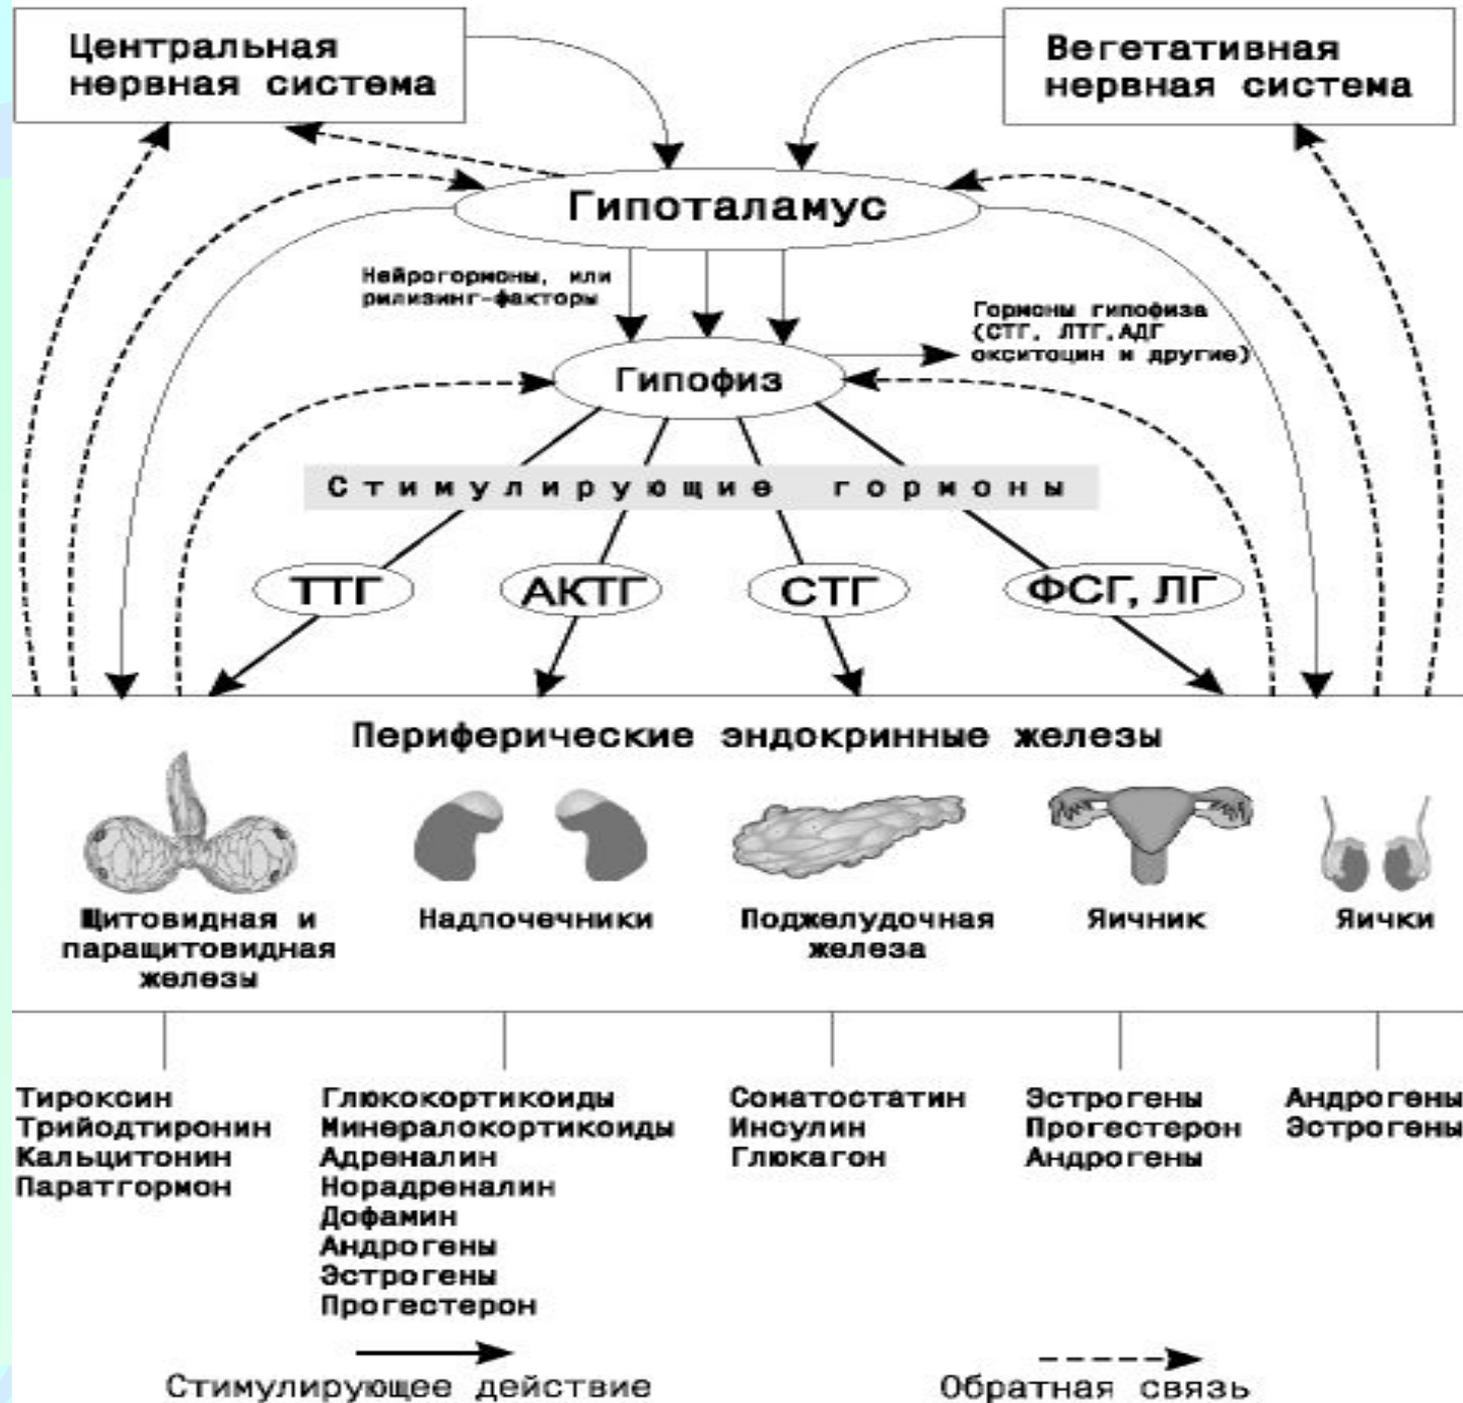 Центральная
нервная система
Вегетативная
нервная система
Гипоталамус
Нейрогормоны, или
рилизинг-факторы
Гормоны гипофиза
(СТГ, ЛТГ,АДГ
окситоцин и другие)
Гипофиз
Стимулирующие гормоны
ТТГ
АКТГ
СТГ
ФСГ, ЛГ
Периферические эндокринные железы
Щитовидная и
паращитовидная
железы
Надпочечники
Поджелудочная
железа
Яичник
Яички
Тироксин
Трийодтиронин
Кальцитонин
Паратгормон
Глюкокортикоиды
Минералокортикоиды
Адреналин
Норадреналин
Дофамин
Андрогены
Эстрогены
Прогестерон
Соматостатин
Инсулин
Глюкагон
Эстрогены
Прогестерон
Андрогены
Андрогены
Эстрогены
Стимулирующее действие
Обратная связь